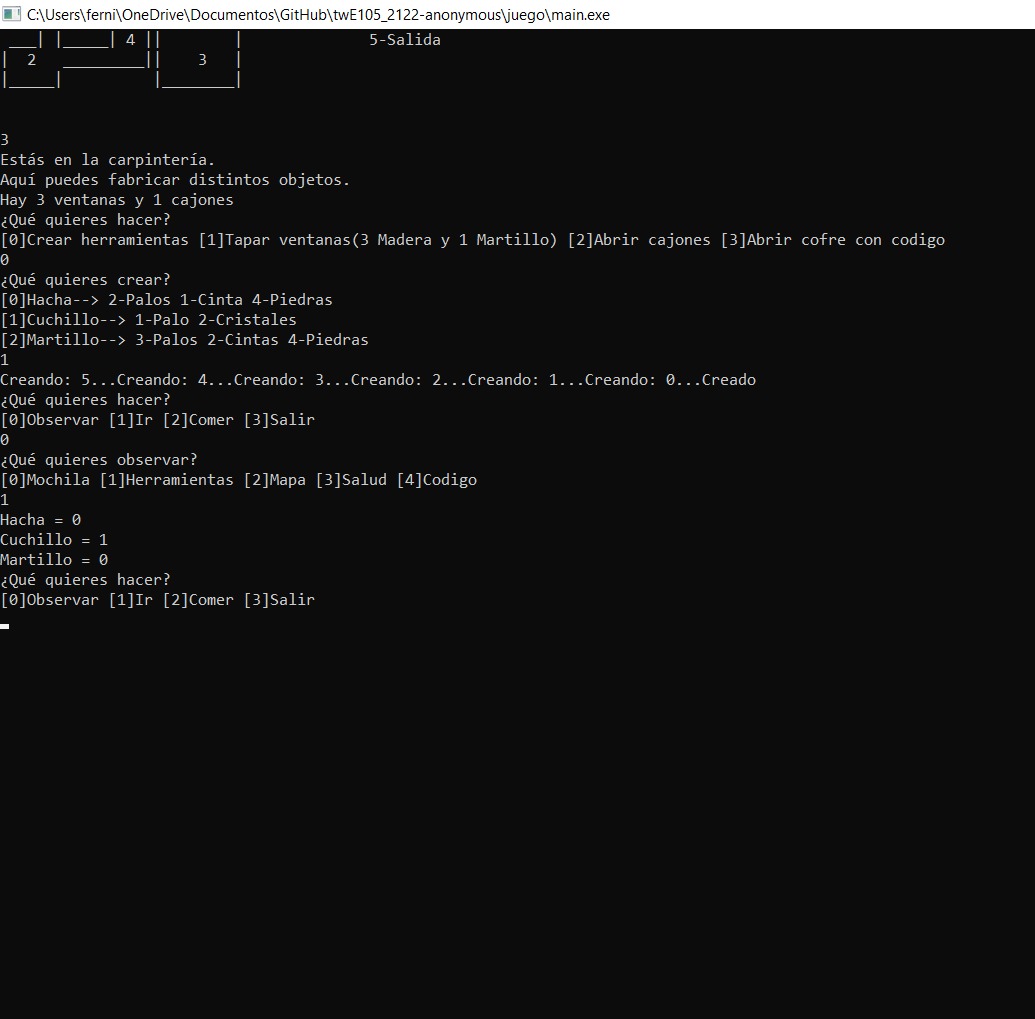 C:\Users\ferni\OneDrive\Documentos\GitHub\twE105_2122-anonymous\juego\main.exe
 ___| |_____| 4 ||        |              5-Salida
|  2   _________||    3   |
|_____|          |________|
3
Estás en la carpintería.
Aquí puedes fabricar distintos objetos.
Hay 3 ventanas y 1 cajones
¿Qué quieres hacer?
[0]Crear herramientas [1]Tapar ventanas(3 Madera y 1 Martillo) [2]Abrir cajones [3]Abrir cofre con codigo
0
¿Qué quieres crear?
[0]Hacha--> 2-Palos 1-Cinta 4-Piedras
[1]Cuchillo--> 1-Palo 2-Cristales
[2]Martillo--> 3-Palos 2-Cintas 4-Piedras
1
Creando: 5...Creando: 4...Creando: 3...Creando: 2...Creando: 1...Creando: 0...Creado
¿Qué quieres hacer?
[0]Observar [1]Ir [2]Comer [3]Salir
0
¿Qué quieres observar?
[0]Mochila [1]Herramientas [2]Mapa [3]Salud [4]Codigo
1
Hacha = 0
Cuchillo = 1
Martillo = 0
¿Qué quieres hacer?
[0]Observar [1]Ir [2]Comer [3]Salir